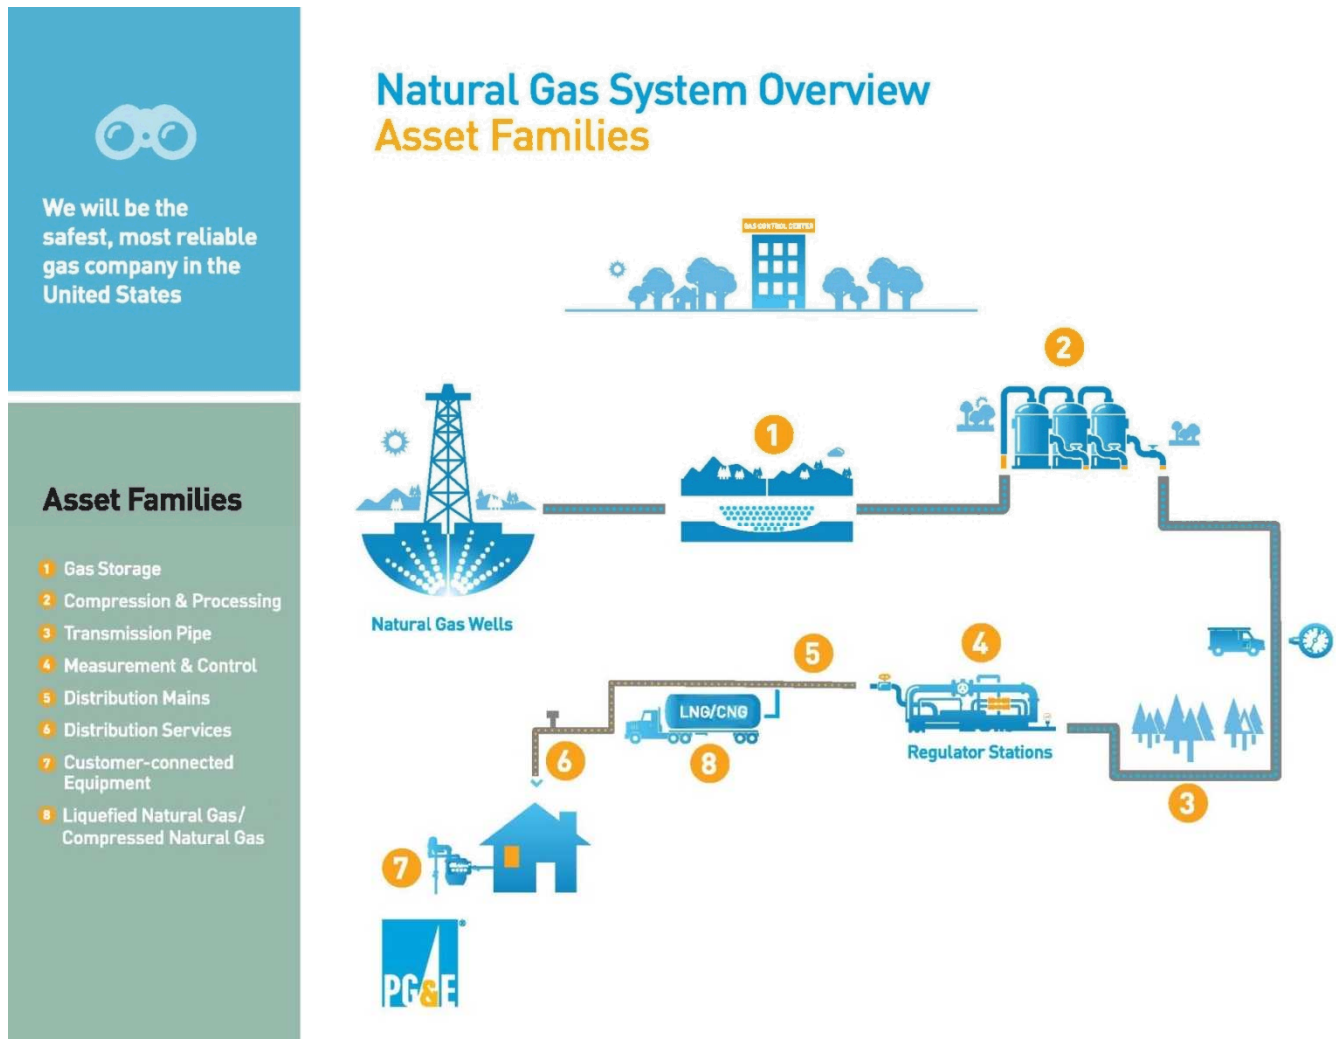 We will be the
safest, most reliable
gas company in the
United States
Asset Families
1 Gas Storage
2 Compression & Processing
3 Transmission Pipe
4 Measurement & Control
5 Distribution Mains
6 Distribution Services
7 Customer-connected
Equipment
8 Liquefied Natural Gas/
Compressed Natural Gas
Natural Gas System Overview
Asset Families
GAS CONTROL CENTER
2
1
Natural Gas Wells
5
4
LNG/CNG
Regulator Stations
6
8
3
7
PG&E®